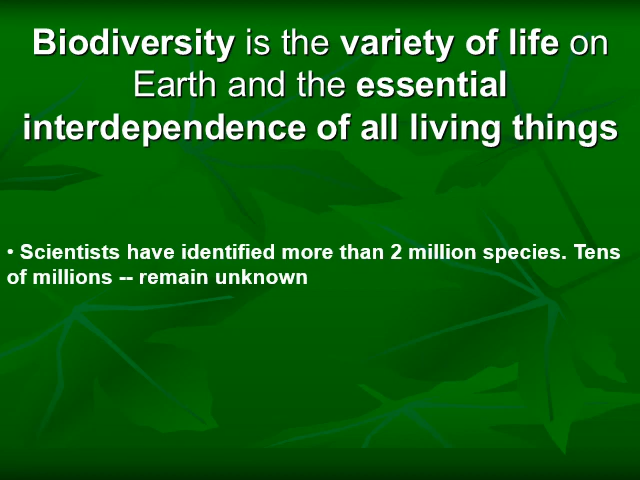 Biodiversity is the variety of life on
Earth and the essential
interdependence of all living things
• Scientists have identified more than 2 million species. Tens
of millions -- remain unknown